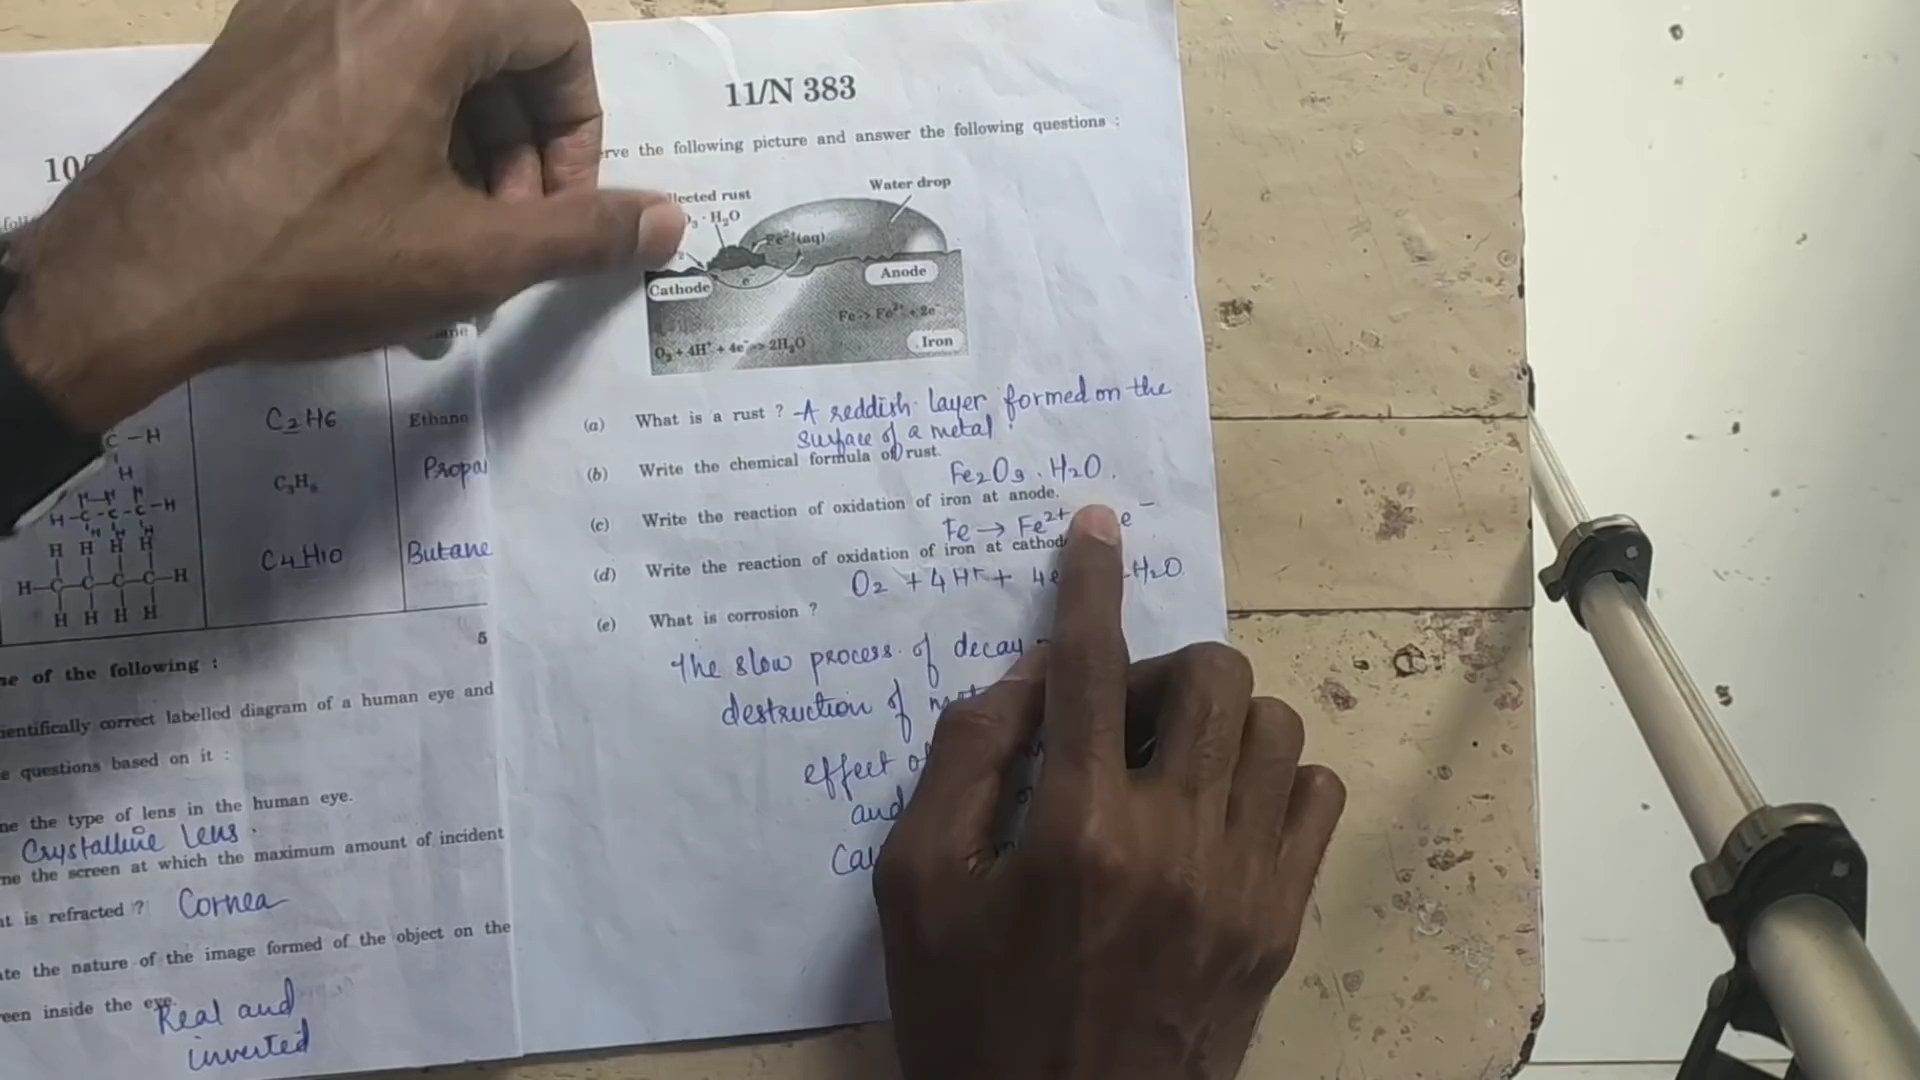 11/N 383
the following picture and answer the following questions :
rust
Water drop
H₂O
Fe²⁺(aq)
Cathode
e⁻
Anode
Fe -> Fe²⁺ + 2e⁻
O₂ + 4H⁺ + 4e⁻ -> 2H₂O
Iron
(a) What is a rust ? A reddish layer formed on the
surface of a metal.
(b) Write the chemical formula of rust.
Fe₂O₃ . H₂O.
(c) Write the reaction of oxidation of iron at anode.
Fe → Fe²⁺ e⁻
(d) Write the reaction of oxidation of iron at
O₂ + 4H⁺ + 4e H₂O
(e) What is corrosion ?
The slow process of decay
destruction of
effect of
and
C₂H₆ Ethane
C₃H₈
C₄H₁₀ Butane
C-H
H
H H H
H-C-C-C-H
H H H
H H H H
H-C-C-C-C-H
H H H H
5
of the following :
correct labelled diagram of a human eye and
questions based on it :
the type of lens in the human eye.
Crystalline Lens.
the screen at which the maximum amount of incident
is refracted ? Cornea
the nature of the image formed of the object on the
inside the eye.
Real and
inverted